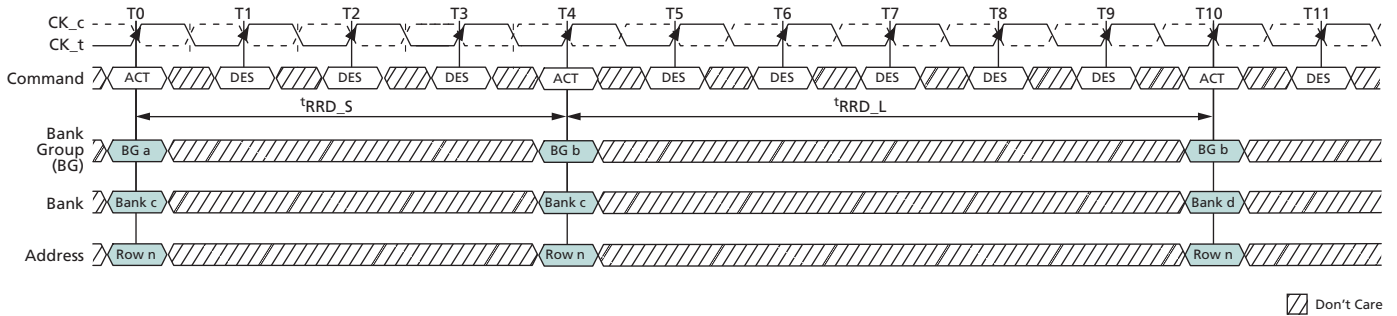 T0 T1 T2 T3 T4 T5 T6 T7 T8 T9 T10 T11
CK_c
CK_t
Command ACT DES DES DES ACT DES DES DES DES DES ACT DES
tRRD_S tRRD_L
Bank
Group
(BG)
BG a BG b BG b
Bank Bank c Bank c Bank d
Address Row n Row n Row n
Don't Care